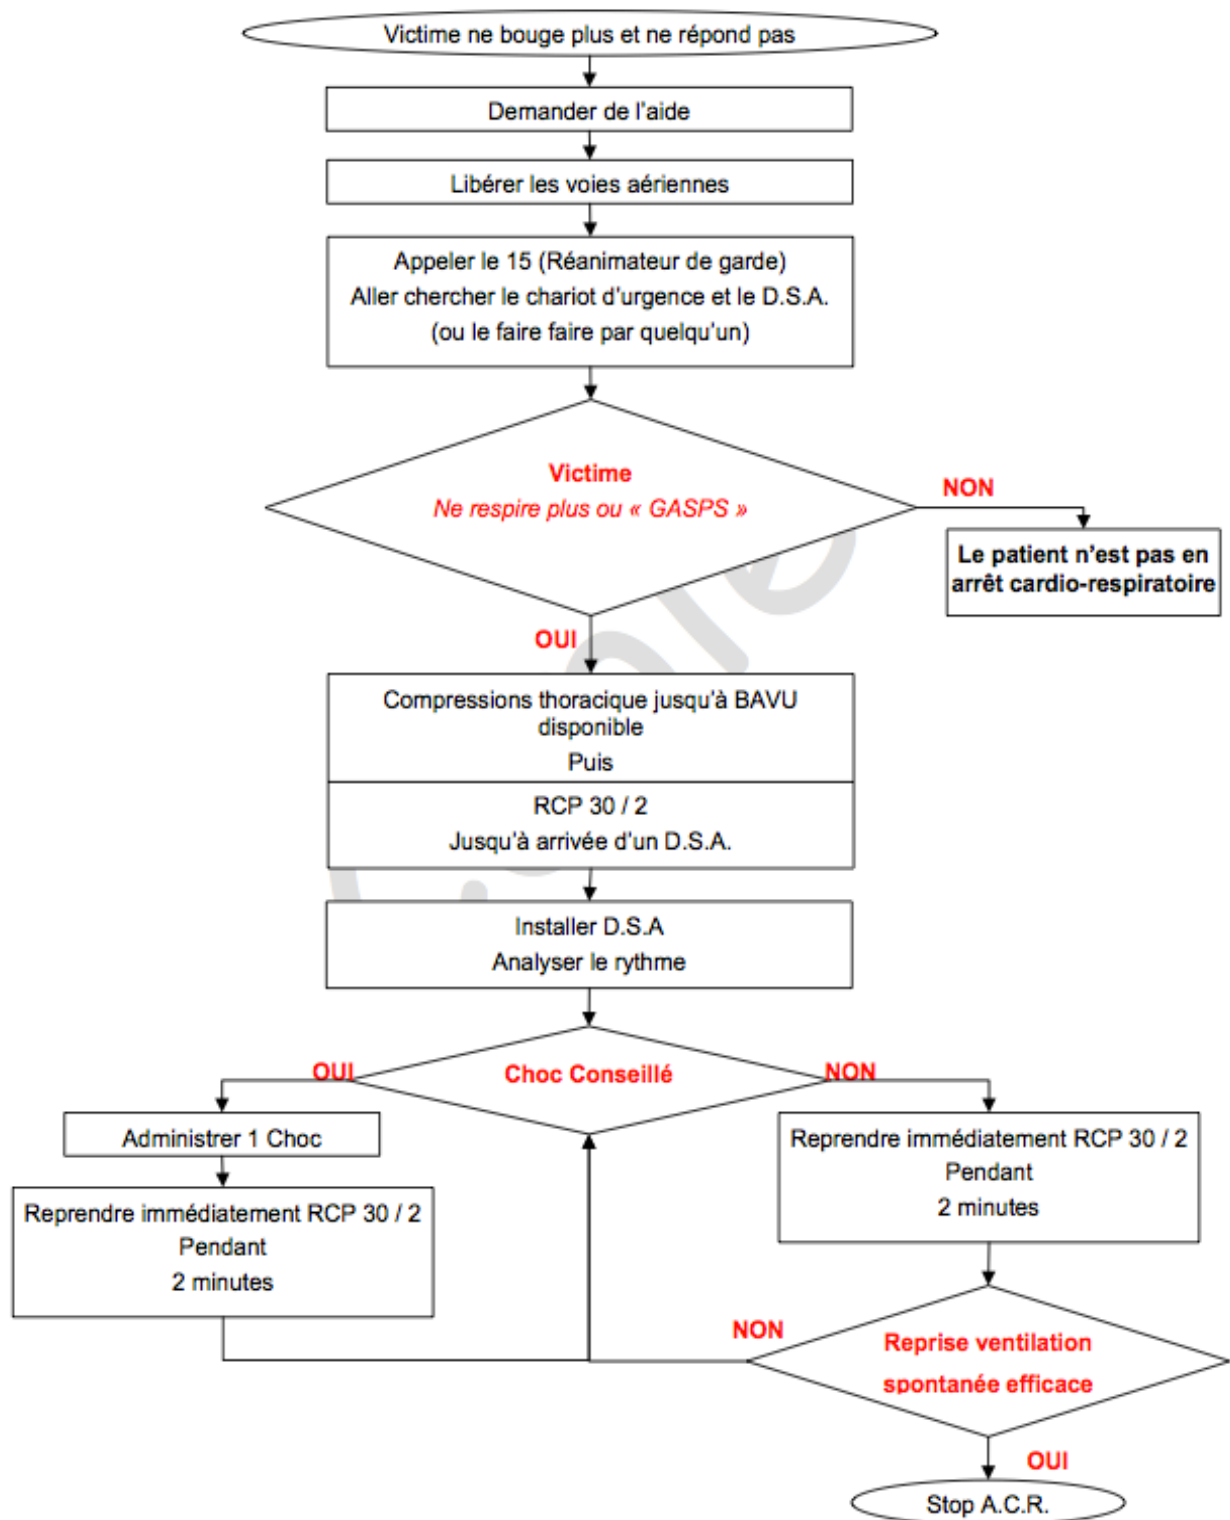 Victime ne bouge plus et ne répond pas
Demander de l'aide
Libérer les voies aériennes
Appeler le 15 (Réanimateur de garde)
Aller chercher le chariot d'urgence et le D.S.A.
(ou le faire faire par quelqu'un)
Victime
Ne respire plus ou « GASPS »
NON
Le patient n'est pas en
arrêt cardio-respiratoire
OUI
Compressions thoracique jusqu'à BAVU
disponible
Puis
RCP 30 / 2
Jusqu'à arrivée d'un D.S.A.
Installer D.S.A
Analyser le rythme
Choc Conseillé
OUI
NON
Administrer 1 Choc
Reprendre immédiatement RCP 30 / 2
Pendant
2 minutes
Reprendre immédiatement RCP 30 / 2
Pendant
2 minutes
NON
Reprise ventilation
spontanée efficace
OUI
Stop A.C.R.